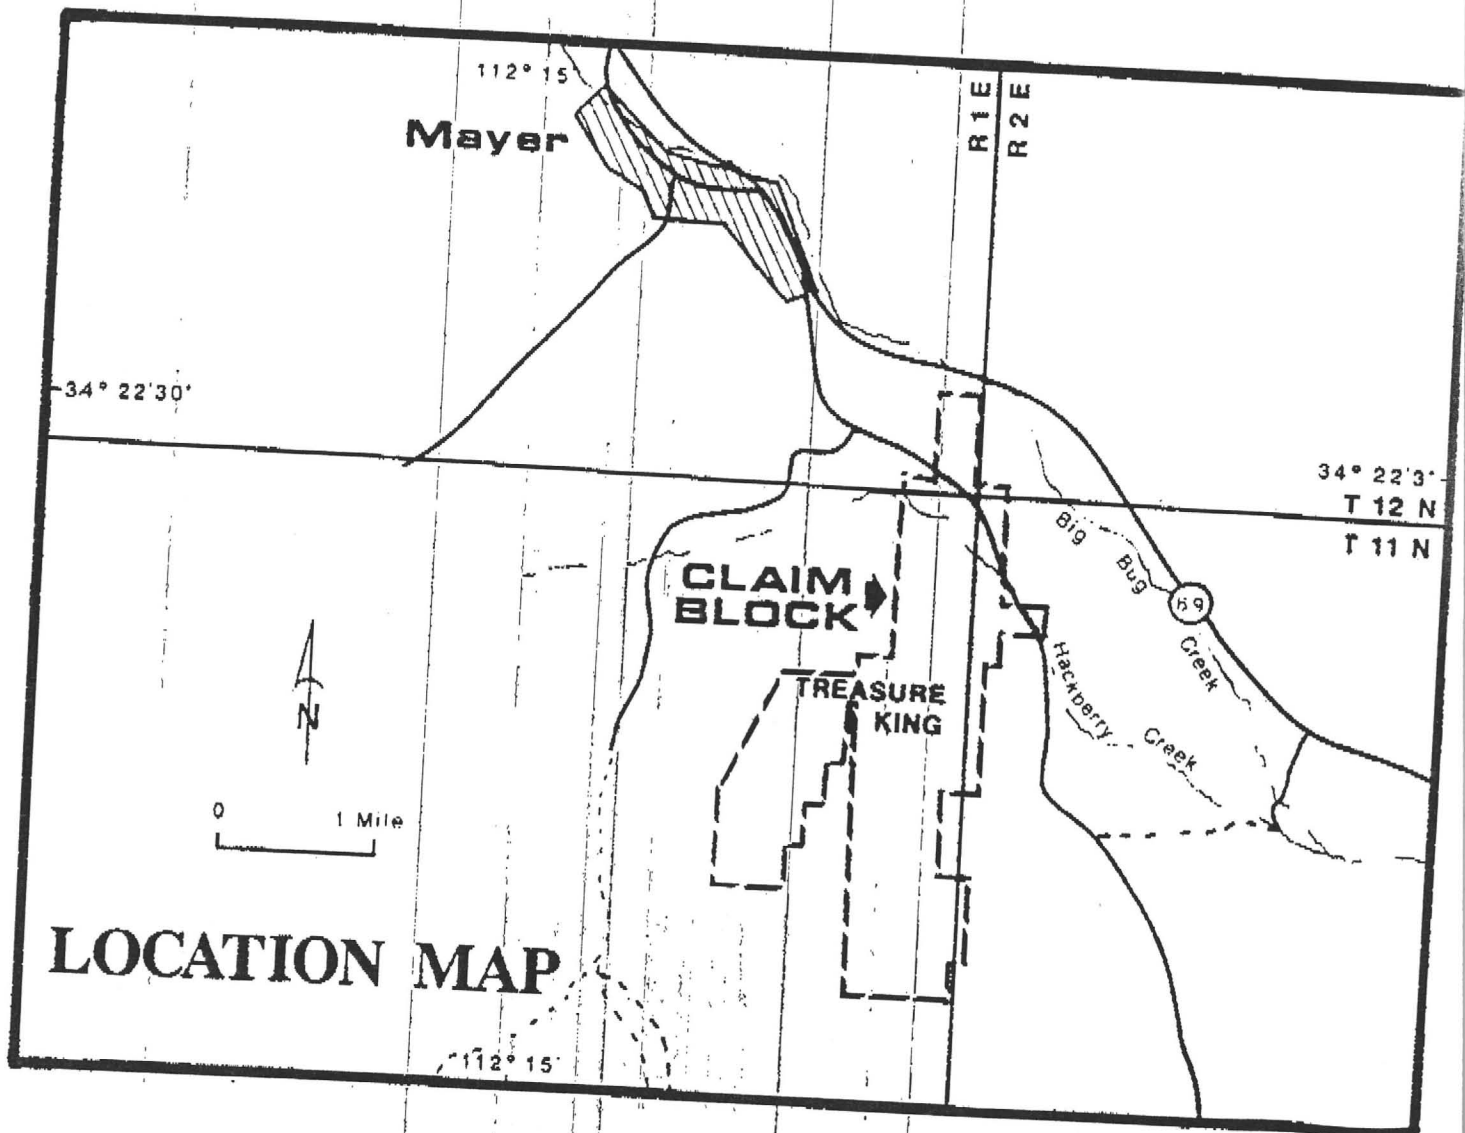 112° 15'
Mayer
R 1 E
R 2 E
34° 22'30"
34° 22'3"
T 12 N
T 11 N
Big Bug Creek
69
CLAIM
BLOCK
Hackberry Creek
TREASURE
KING
N
0 1 Mile
LOCATION MAP
112° 15'